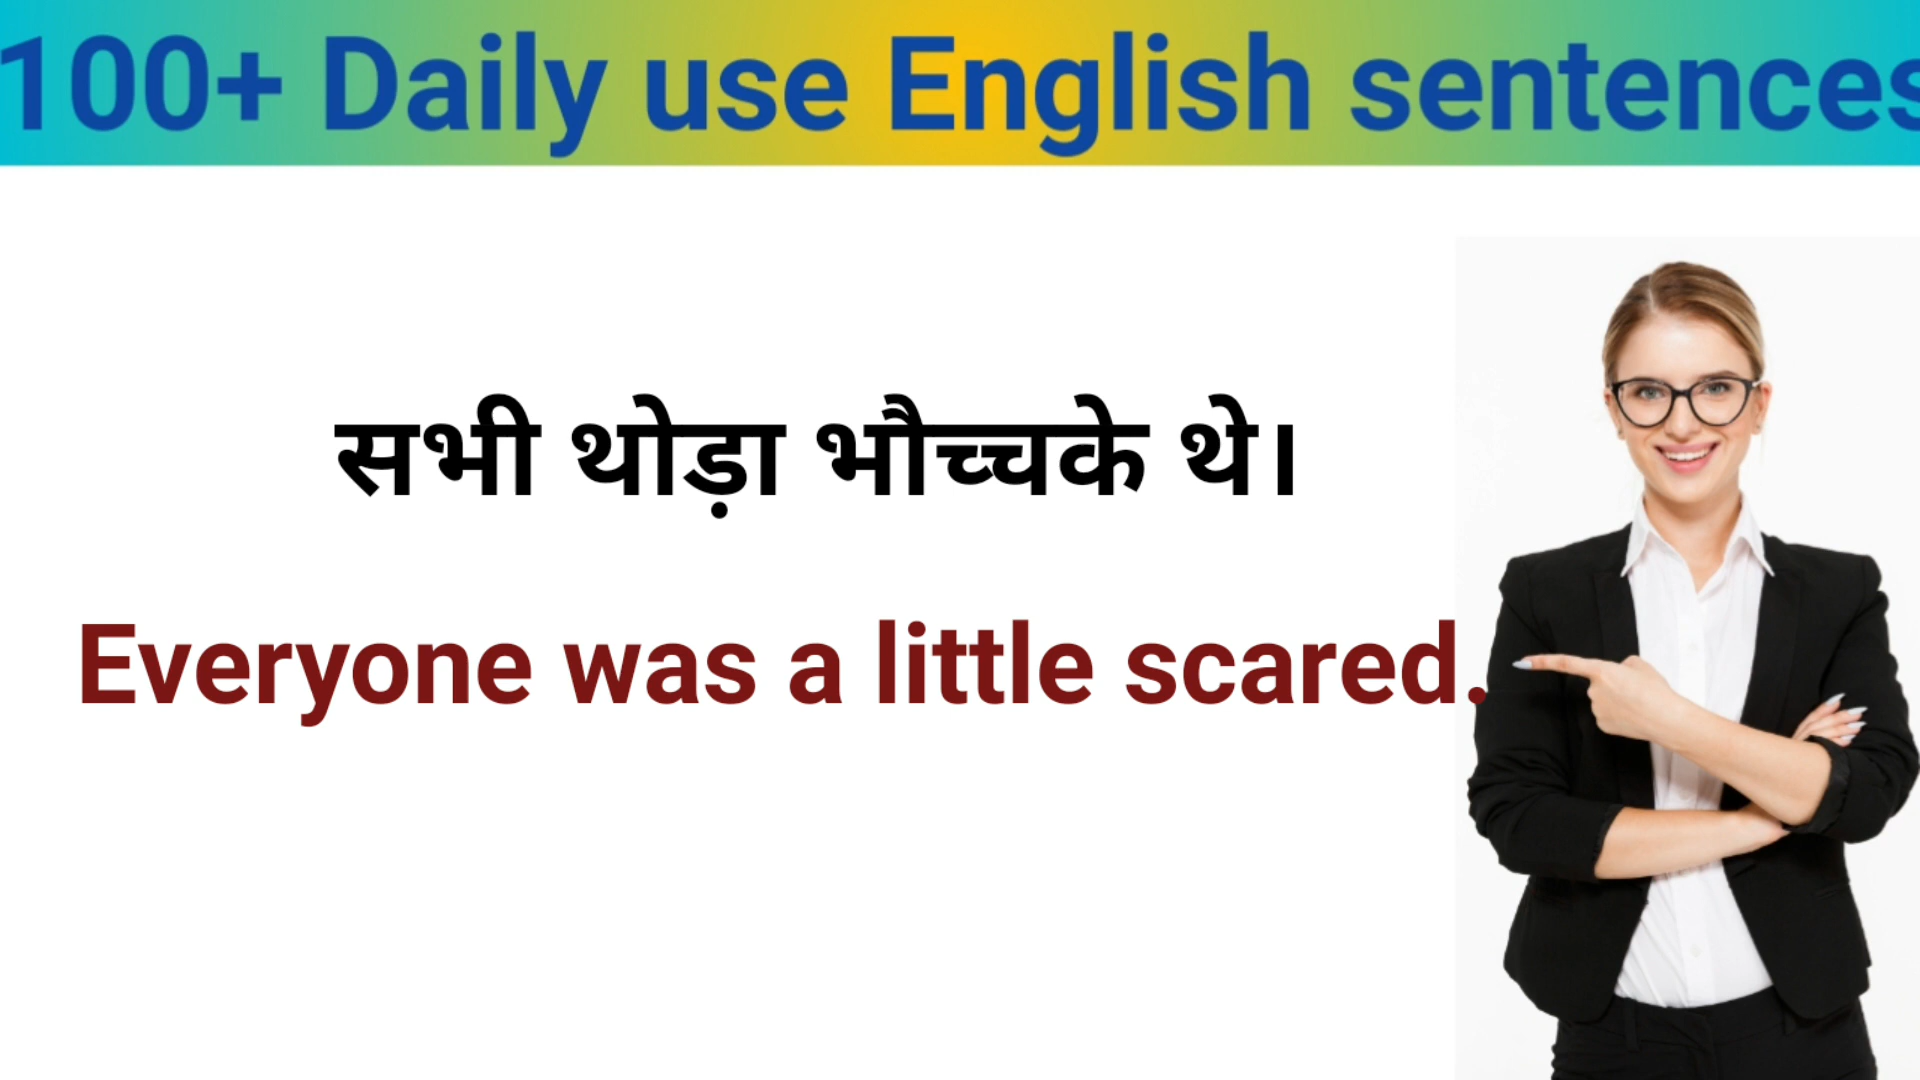 100+ Daily use English sentences
सभी थोड़ा भौच्चके थे।
Everyone was a little scared.